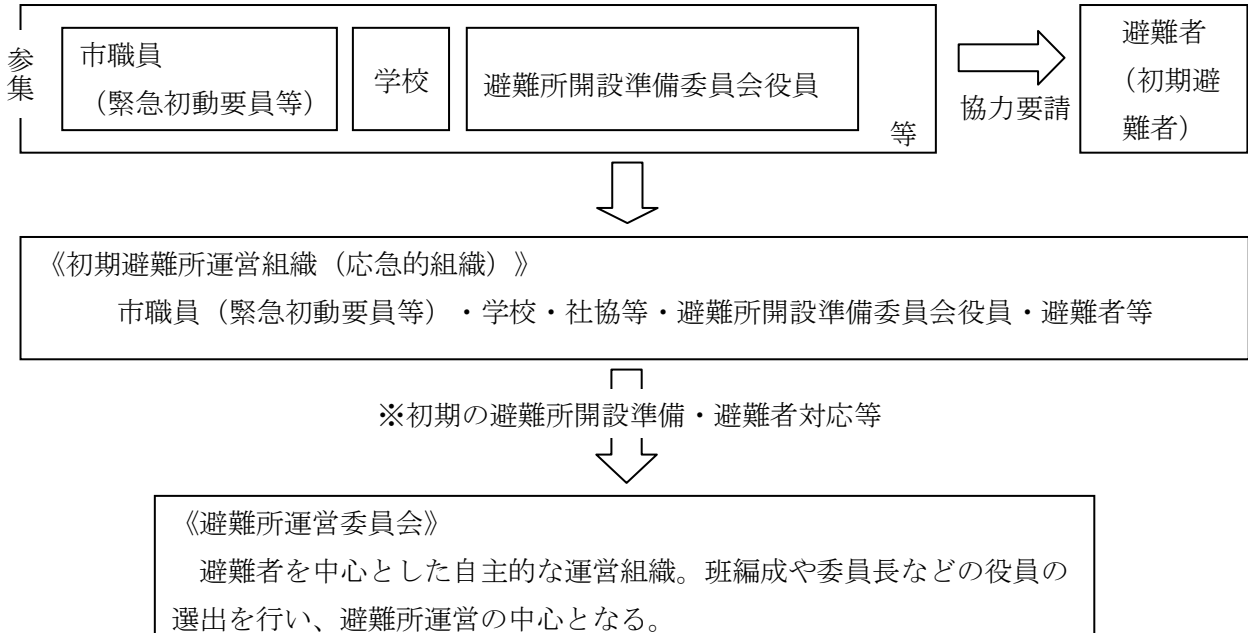 参集
市職員
（緊急初動要員等）
学校
避難所開設準備委員会役員
等
協力要請
避難者
（初期避
難者）
《初期避難所運営組織（応急的組織）》
市職員（緊急初動要員等）・学校・社協等・避難所開設準備委員会役員・避難者等
※初期の避難所開設準備・避難者対応等
《避難所運営委員会》
避難者を中心とした自主的な運営組織。班編成や委員長などの役員の
選出を行い、避難所運営の中心となる。